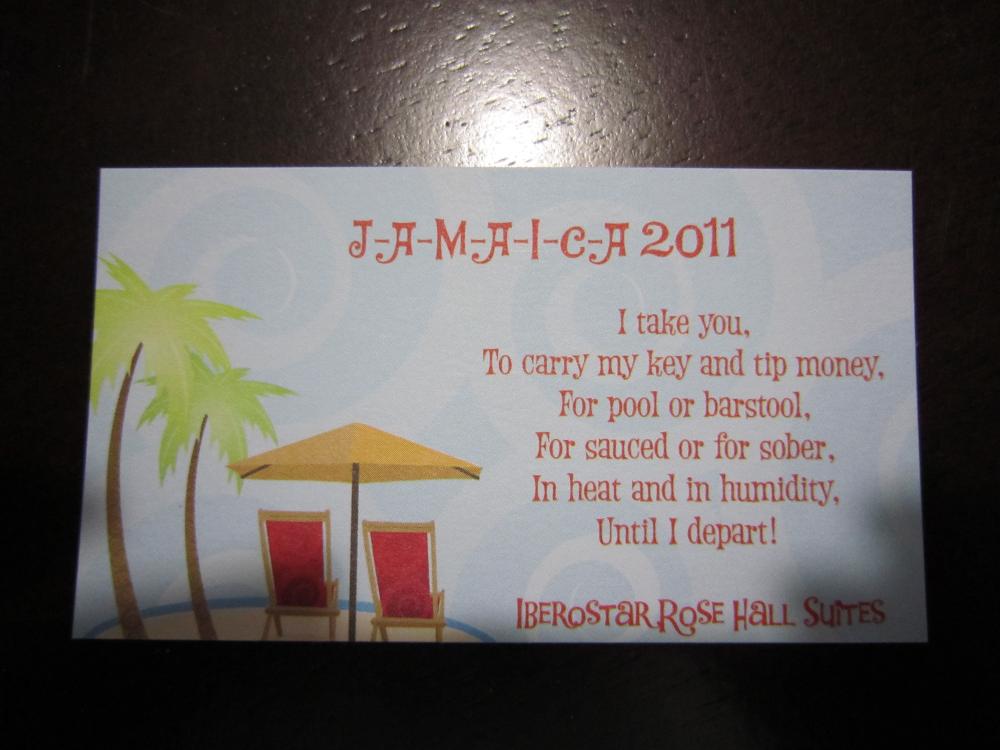 J-A-M-A-I-C-A 2011
I take you,
To carry my key and tip money,
For pool or barstool,
For sauced or for sober,
In heat and in humidity,
Until I depart!
IBEROSTAR ROSE HALL SUITES